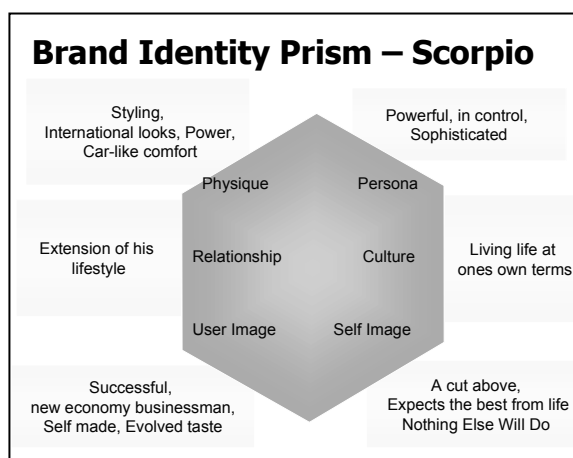 Brand Identity Prism – Scorpio
Styling,
International looks, Power,
Car-like comfort
Powerful, in control,
Sophisticated
Physique
Persona
Extension of his
lifestyle
Relationship
Culture
Living life at
ones own terms
User Image
Self Image
Successful,
new economy businessman,
Self made, Evolved taste
A cut above,
Expects the best from life
Nothing Else Will Do